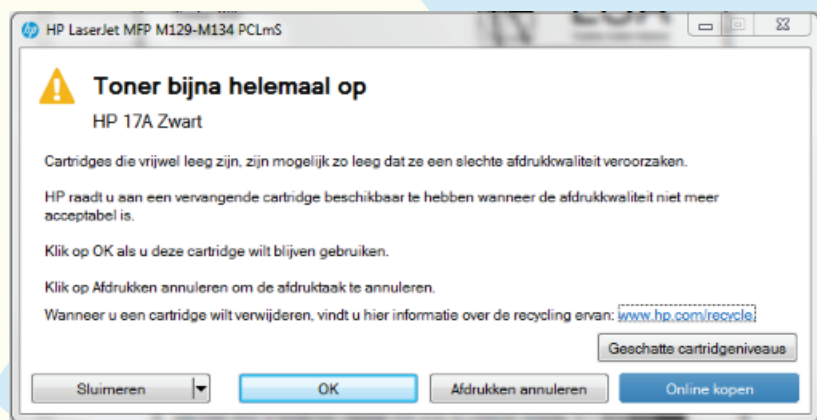 HP LaserJet MFP M129-M134 PCLmS
Toner bijna helemaal op
HP 17A Zwart
Cartridges die vrijwel leeg zijn, zijn mogelijk zo leeg dat ze een slechte afdrukkwaliteit veroorzaken.
HP raadt u aan een vervangende cartridge beschikbaar te hebben wanneer de afdrukkwaliteit niet meer
acceptabel is.
Klik op OK als u deze cartridge wilt blijven gebruiken.
Klik op Afdrukken annuleren om de afdruktaak te annuleren.
Wanneer u een cartridge wilt verwijderen, vindt u hier informatie over de recycling ervan: www.hp.com/recycle.
Geschatte cartridgeniveaus
Sluimeren OK Afdrukken annuleren Online kopen